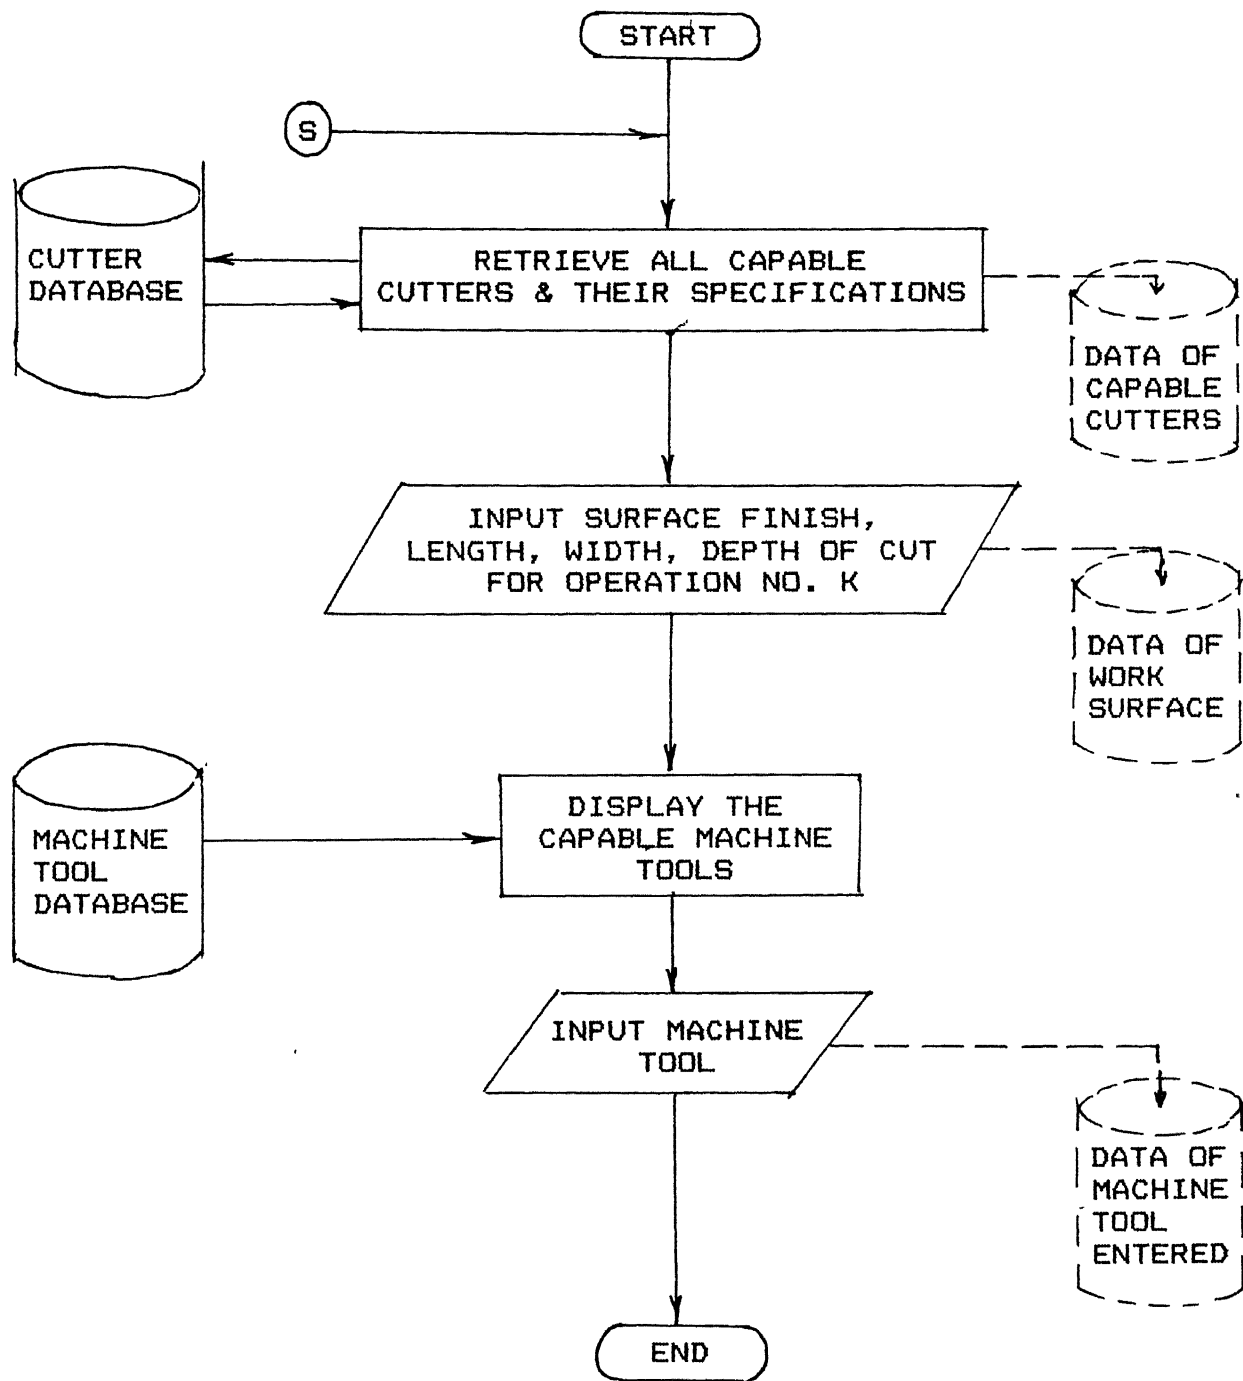 START
S
CUTTER
DATABASE
RETRIEVE ALL CAPABLE
CUTTERS & THEIR SPECIFICATIONS
DATA OF
CAPABLE
CUTTERS
INPUT SURFACE FINISH,
LENGTH, WIDTH, DEPTH OF CUT
FOR OPERATION NO. K
DATA OF
WORK
SURFACE
MACHINE
TOOL
DATABASE
DISPLAY THE
CAPABLE MACHINE
TOOLS
INPUT MACHINE
TOOL
DATA OF
MACHINE
TOOL
ENTERED
END